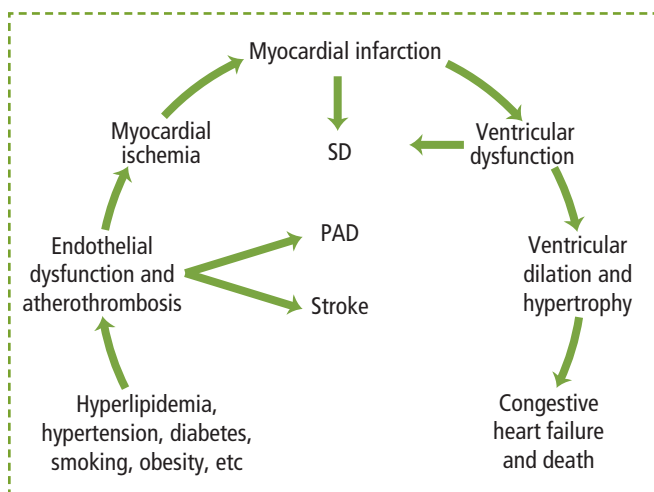 Myocardial infarction
Myocardial
ischemia
SD
Ventricular
dysfunction
Endothelial
dysfunction and
atherothrombosis
PAD
Stroke
Ventricular
dilation and
hypertrophy
Hyperlipidemia,
hypertension, diabetes,
smoking, obesity, etc
Congestive
heart failure
and death